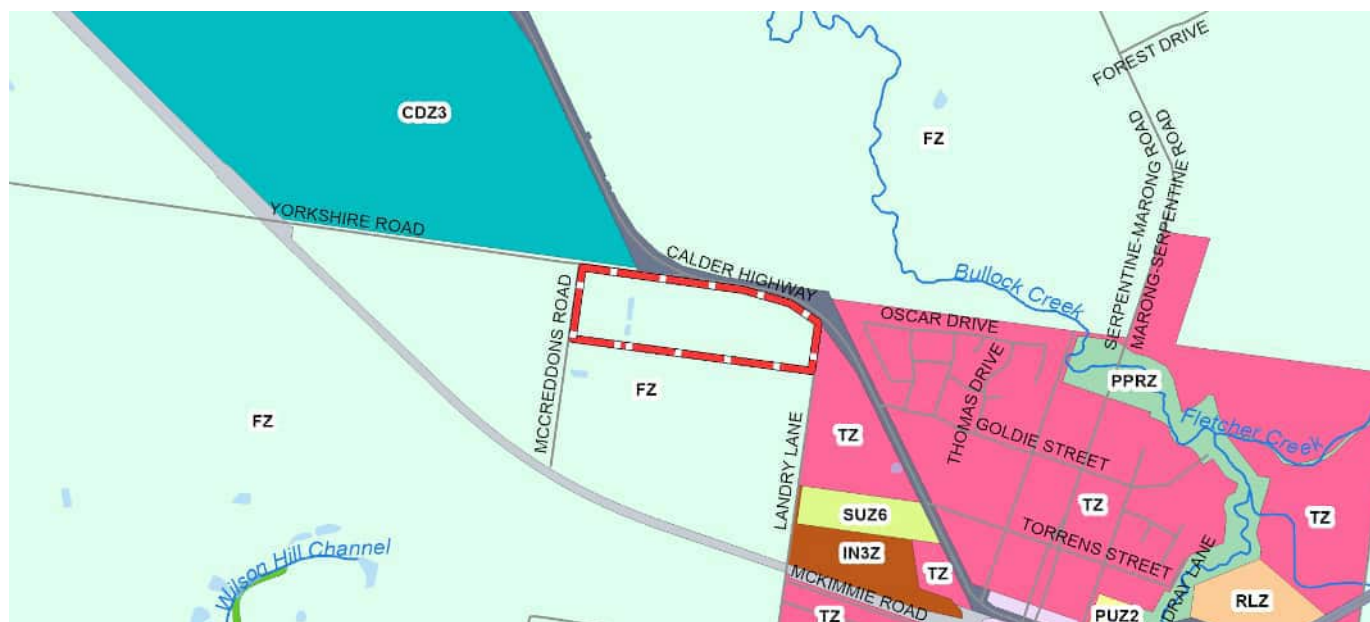 FOREST DRIVE
CDZ3
FZ
SERPENTINE-MARONG ROAD
MARONG-SERPENTINE ROAD
YORKSHIRE ROAD
CALDER HIGHWAY
Bullock Creek
MCCREDDONS ROAD
OSCAR DRIVE
THOMAS DRIVE
PPRZ
FZ
FZ
Fletcher Creek
GOLDIE STREET
TZ
LANDRY LANE
SUZ6
TZ
TZ
TORRENS STREET
IN3Z
Wilson Hill Channel
TZ
MCKIMMIE ROAD
DRAY LANE
RLZ
TZ
PUZ2